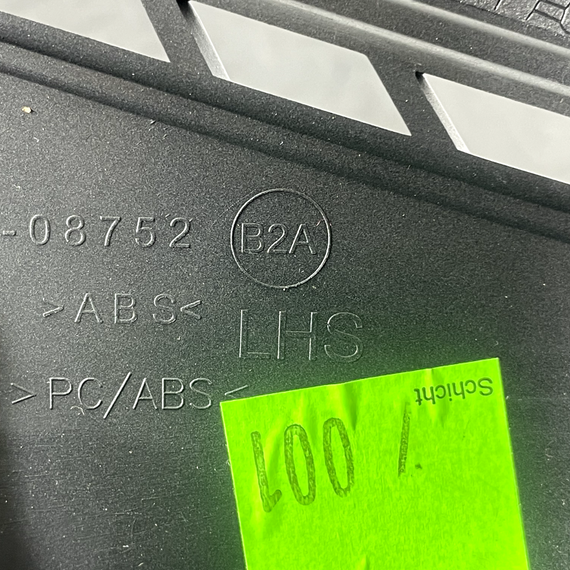 -08752 B2A
>ABS< LHS
>PC/ABS<
Schicht
001